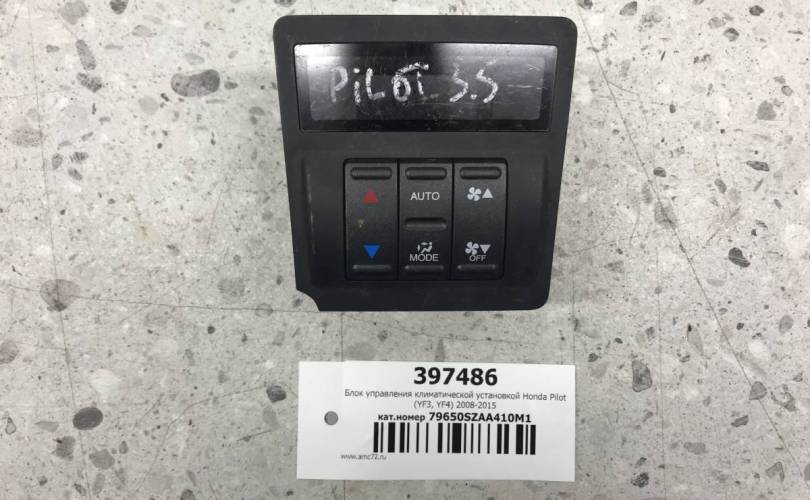 PiLOT 3.5
AUTO
MODE
OFF
397486
Блок управления климатической установкой Honda Pilot
(YF3, YF4) 2008-2015
кат.номер 79650SZAA410M1
www.amc72.ru